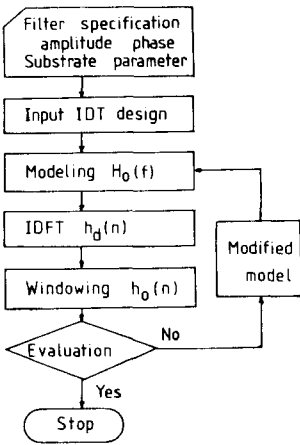 Filter specification
amplitude phase
Substrate parameter
Input IDT design
Modeling H₀(f)
IDFT h_d(n)
Modified
model
Windowing h₀(n)
No
Evaluation
Yes
Stop